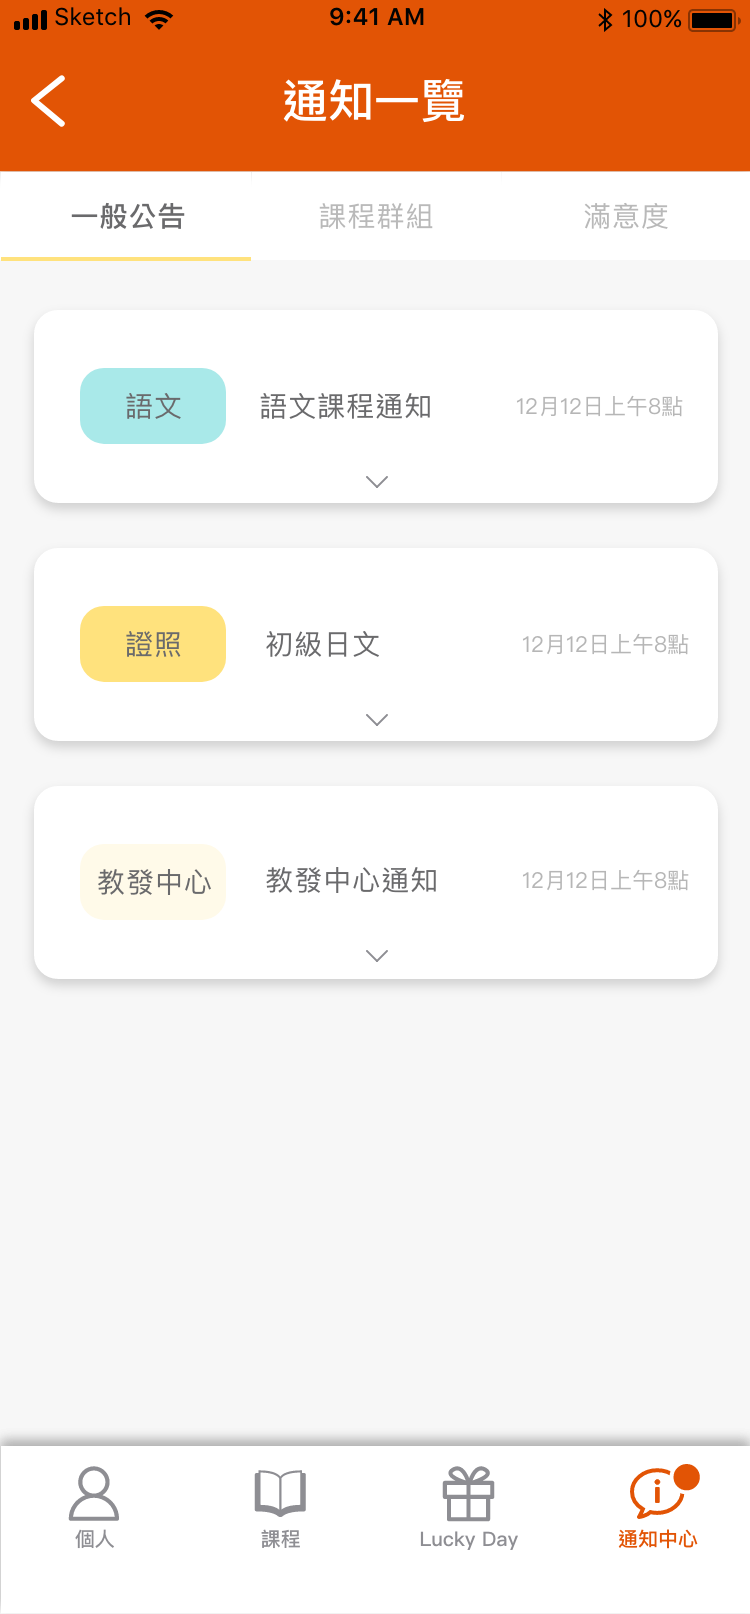 Sketch 9:41 AM 100%
通知一覽
一般公告 課程群組 滿意度
語文 語文課程通知 12月12日上午8點
證照 初級日文 12月12日上午8點
教發中心 教發中心通知 12月12日上午8點
個人 課程 Lucky Day 通知中心